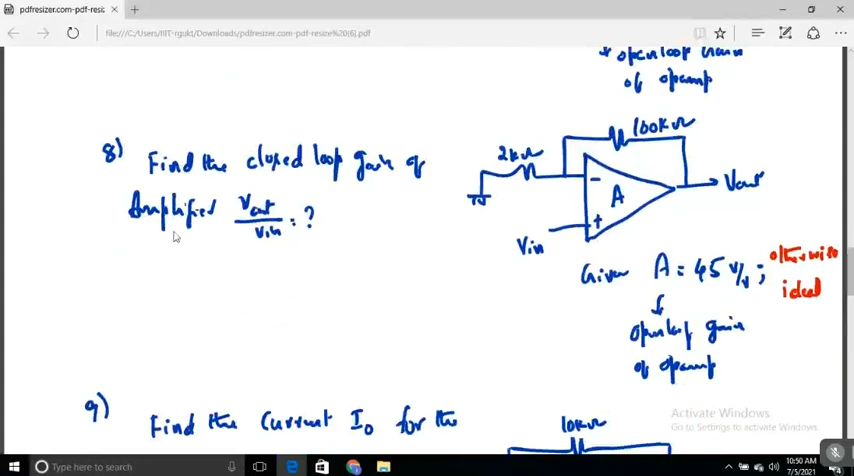 pdfresizer.com-pdf-resi
file:///C:/Users/IIIT-rgukt/Downloads/pdfresizer.com-pdf-resize%20(6).pdf
open loop Gain
of opamp
8) Find the closed loop gain of
Amplified Vout/Vin = ?
100KΩ
2KΩ
- A Vout
+
Vin
Given A = 45 V/V ; otherwise
ideal
openloop gain
of opamp
9) Find the current I0 for the
10KΩ
Activate Windows
Go to Settings to activate Windows.
Type here to search
10:50 AM
7/5/2021